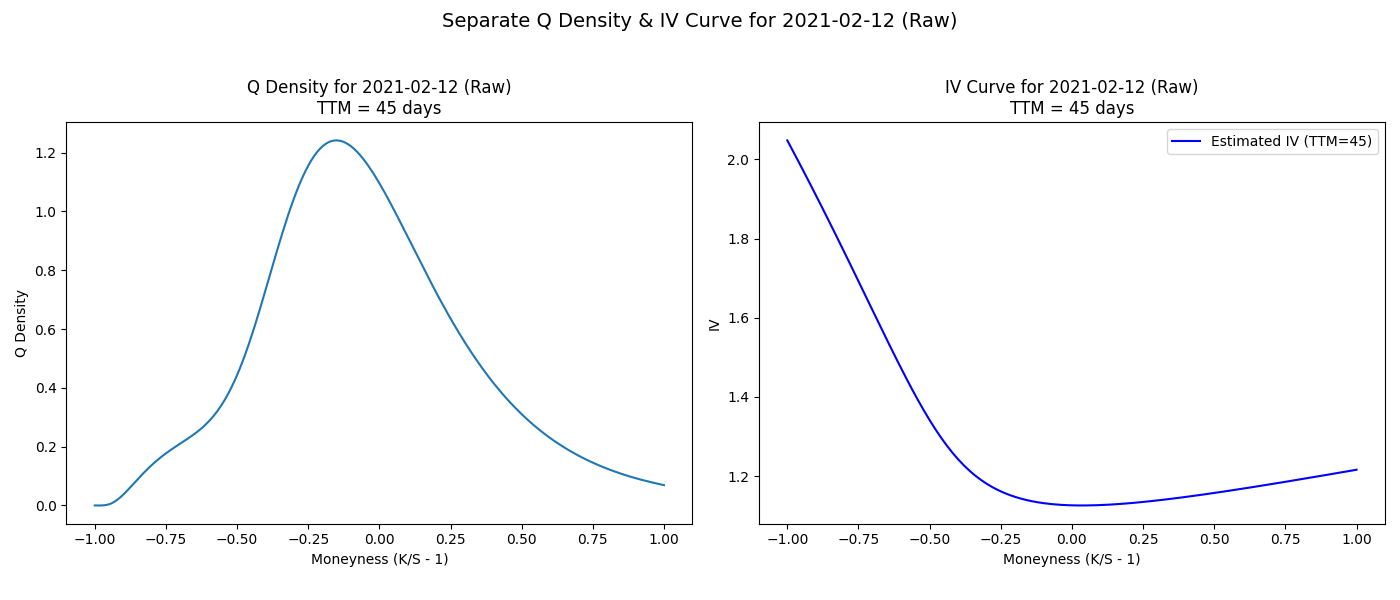 Separate Q Density & IV Curve for 2021-02-12 (Raw)
Q Density for 2021-02-12 (Raw)
TTM = 45 days
Q Density
1.2
1.0
0.8
0.6
0.4
0.2
0.0
−1.00 −0.75 −0.50 −0.25 0.00 0.25 0.50 0.75 1.00
Moneyness (K/S - 1)
IV Curve for 2021-02-12 (Raw)
TTM = 45 days
Estimated IV (TTM=45)
IV
2.0
1.8
1.6
1.4
1.2
−1.00 −0.75 −0.50 −0.25 0.00 0.25 0.50 0.75 1.00
Moneyness (K/S - 1)